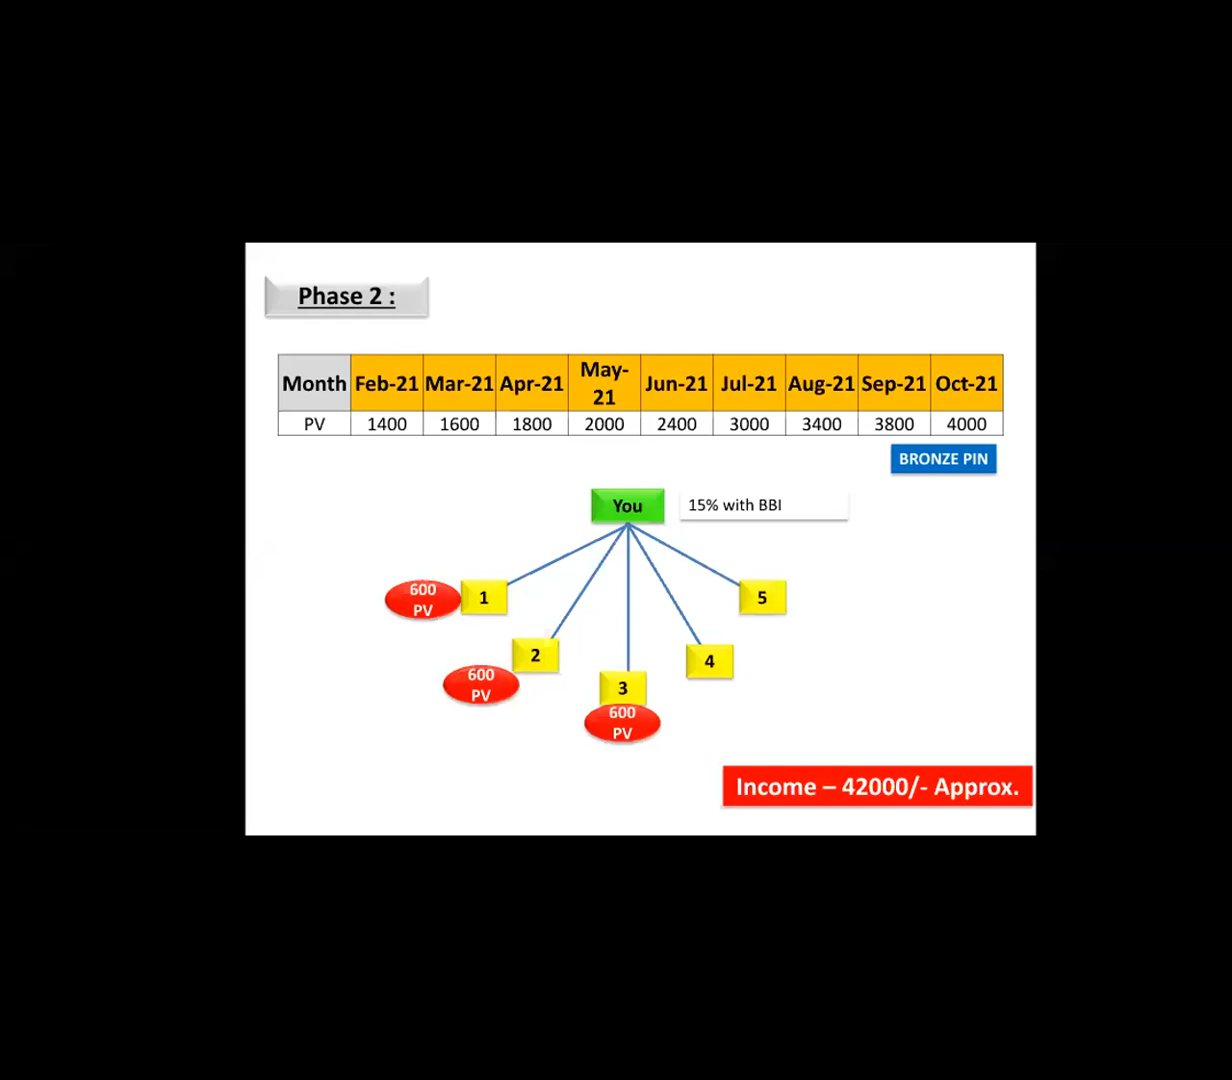 Phase 2 :
Month Feb-21 Mar-21 Apr-21 May-21 Jun-21 Jul-21 Aug-21 Sep-21 Oct-21
PV 1400 1600 1800 2000 2400 3000 3400 3800 4000
BRONZE PIN
You
15% with BBI
600
PV
1
5
2
600
PV
4
3
600
PV
Income – 42000/- Approx.